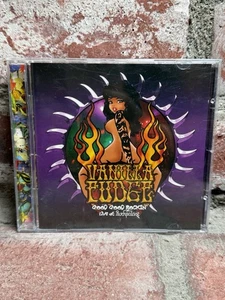 VANILLA
FUDGE
GOOD GOOD ROCKIN'
LIVE AT Rockpalast